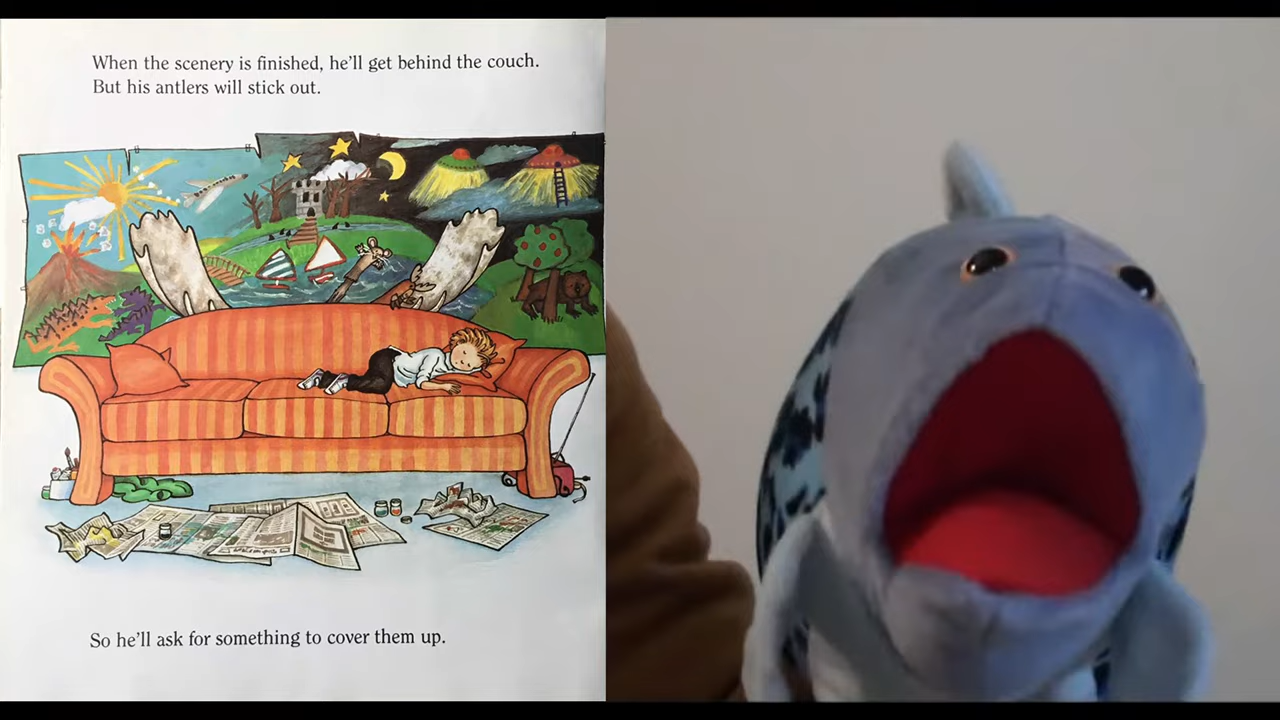 When the scenery is finished, he'll get behind the couch.
But his antlers will stick out.
So he'll ask for something to cover them up.